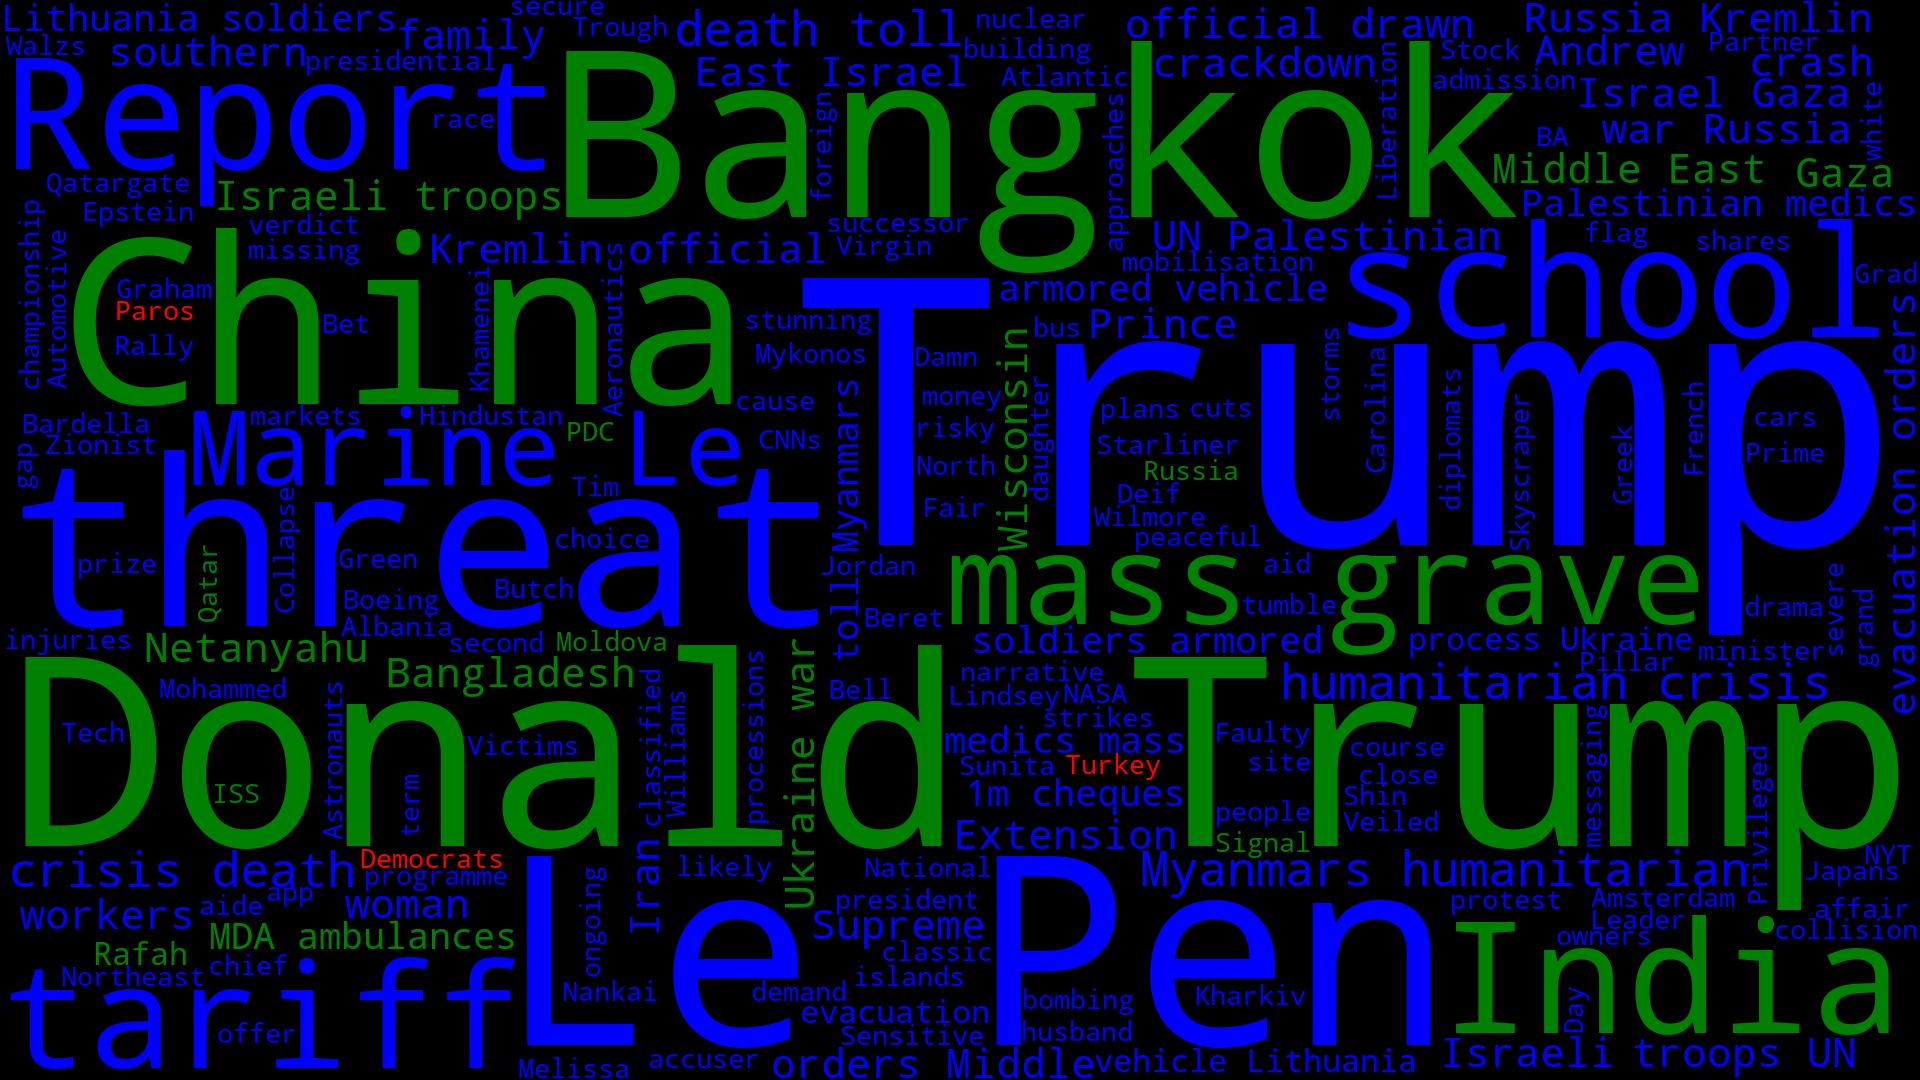 Lithuania soldiers
family
secure
Trough
death toll
nuclear
building
official drawn
Russia Kremlin
Walzs
southern
presidential
East Israel
Atlantic
crackdown
Stock
Andrew
Partner
crash
admission
Report
race
Bangkok
foreign
approaches
Liberation
Israel Gaza
BA
war Russia
white
Middle East
Gaza
Qatargate
Epstein
Israeli troops
successor
Virgin
Palestinian medics
verdict
missing
Kremlin official
UN Palestinian
flag
shares
mobilisation
school
Grad
championship
Automotive
China
Graham
Paros
Rally
Bet
Khamenei
Aeronautics
stunning
Mykonos
armored vehicle
bus
Prince
Trump
Damn
storms
Carolina
evacuation orders
cause
money
Wisconsin
daughter
plans
cuts
diplomats
Skyscraper
Greek
French
cars
Prime
Bardella
Zionist
gap
markets
Hindustan
PDC
Marine Le
CNNs
Myanmars
risky
North
Fair
Starliner
Russia
Deif
Wilmore
peaceful
threat
Tim
choice
prize
Qatar
Collapse
Green
Boeing
Albania
Butch
Jordan
toll
Beret
mass grave
aid
tumble
drama
severe
grand
injuries
Netanyahu
second
Moldova
Bangladesh
soldiers armored
process
Ukraine
Pillar
minister
Donald Trump
Mohammed
Tech
ISS
Astronauts
term
Victims
classified
Williams
processions
Ukraine war
Bell
narrative
Lindsey
NASA
strikes
humanitarian crisis
medics mass
Sunita
Turkey
1m cheques
Faulty
site
people
Signal
course
close
Shin
Veiled
messaging
Privileged
Extension
crisis death
Democrats
programme
workers
aide
app
woman
Iran
likely
National
president
Myanmars humanitarian
NYT
Japans
protest
Amsterdam
Leader
affair
Rafah
MDA ambulances
ongoing
Le Pen
Supreme
classic
islands
owners
collision
India
Northeast
chief
tariff
offer
Nankai
demand
evacuation
Sensitive
bombing
husband
Kharkiv
Day
Melissa
accuser
orders Middle
vehicle Lithuania
Israeli troops UN